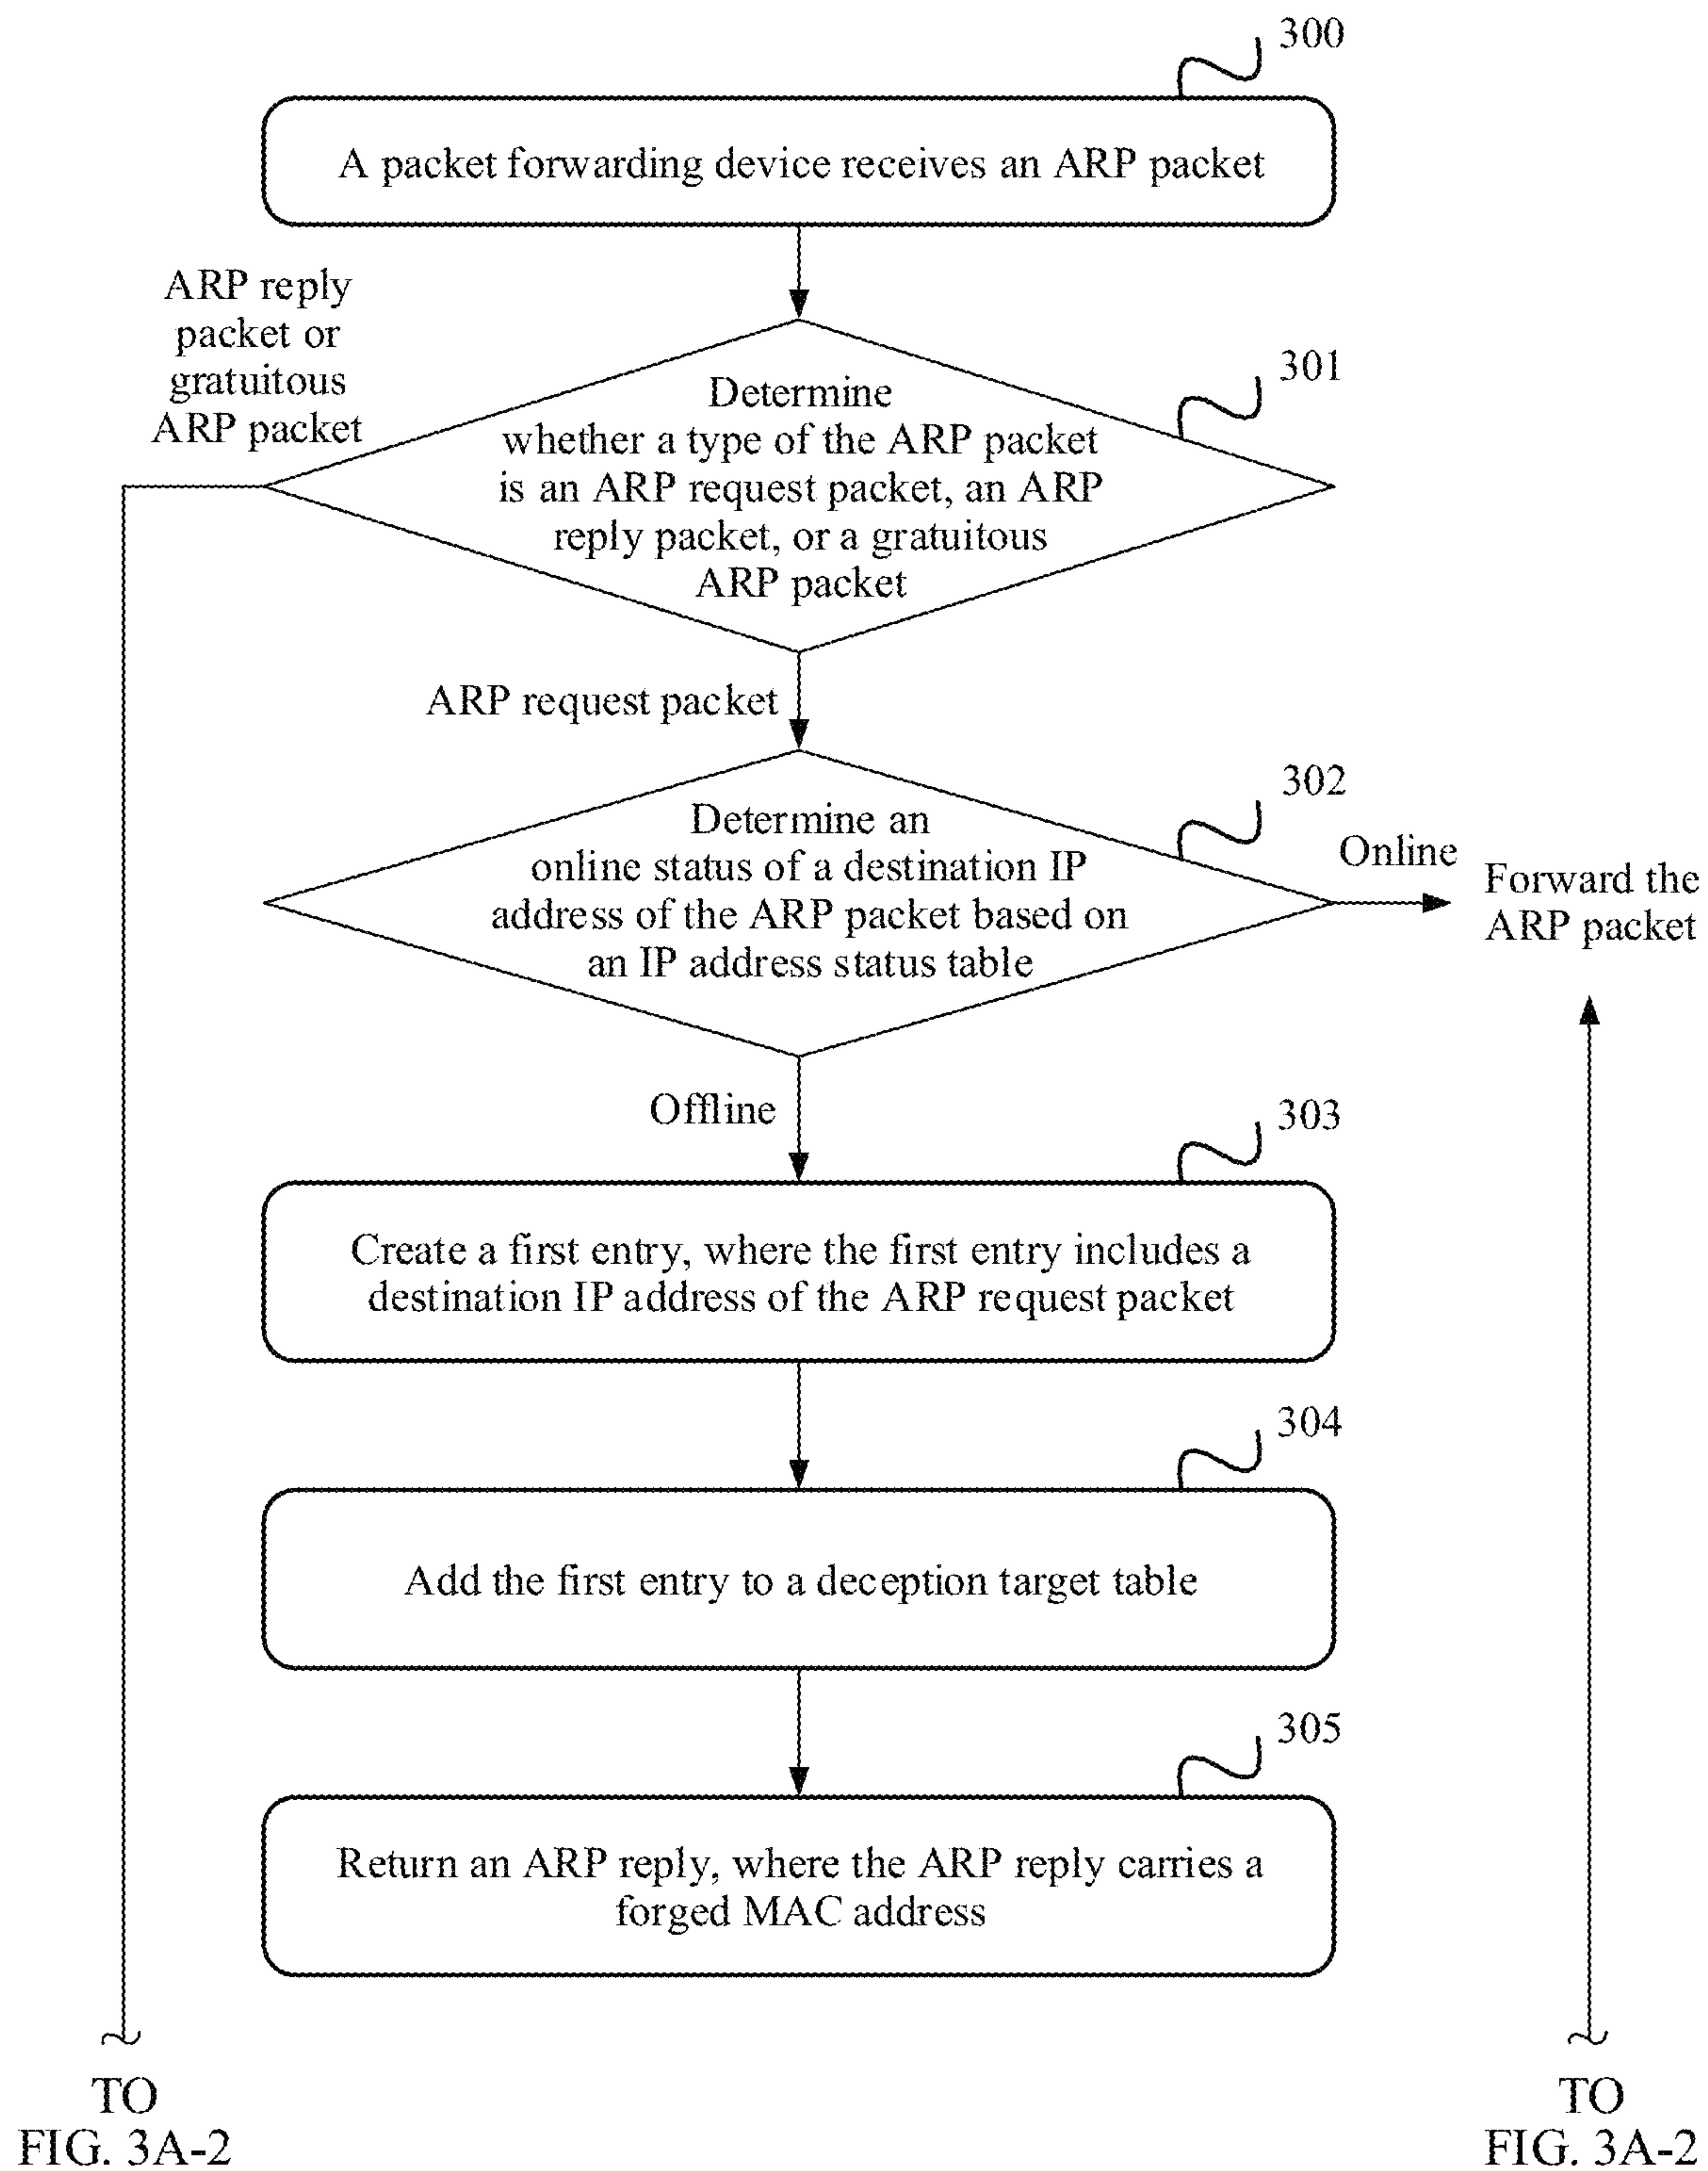 300
A packet forwarding device receives an ARP packet
ARP reply
packet or
gratuitous
ARP packet
301
Determine
whether a type of the ARP packet
is an ARP request packet, an ARP
reply packet, or a gratuitous
ARP packet
ARP request packet
302
Determine an
online status of a destination IP
address of the ARP packet based on
an IP address status table
Online
Forward the
ARP packet
Offline
303
Create a first entry, where the first entry includes a
destination IP address of the ARP request packet
304
Add the first entry to a deception target table
305
Return an ARP reply, where the ARP reply carries a
forged MAC address
TO
FIG. 3A-2
TO
FIG. 3A-2